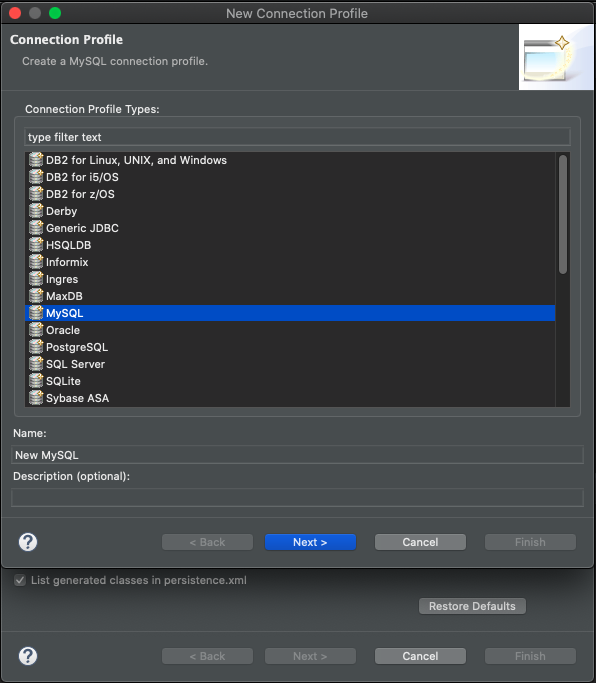 New Connection Profile
Connection Profile
Create a MySQL connection profile.
Connection Profile Types:
type filter text
DB2 for Linux, UNIX, and Windows
DB2 for i5/OS
DB2 for z/OS
Derby
Generic JDBC
HSQLDB
Informix
Ingres
MaxDB
MySQL
Oracle
PostgreSQL
SQL Server
SQLite
Sybase ASA
Name:
New MySQL
Description (optional):
? < Back Next > Cancel Finish
List generated classes in persistence.xml
Restore Defaults
? < Back Next > Cancel Finish